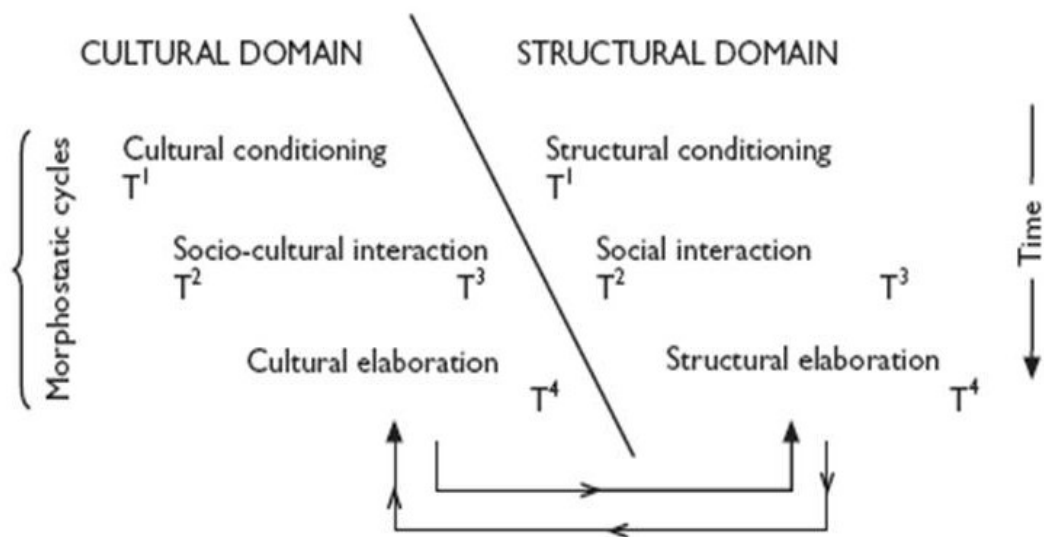 CULTURAL DOMAIN
STRUCTURAL DOMAIN
Morphostatic cycles
Cultural conditioning
T¹
Structural conditioning
T¹
Socio-cultural interaction
T² T³
Social interaction
T² T³
Cultural elaboration
T⁴
Structural elaboration
T⁴
Time